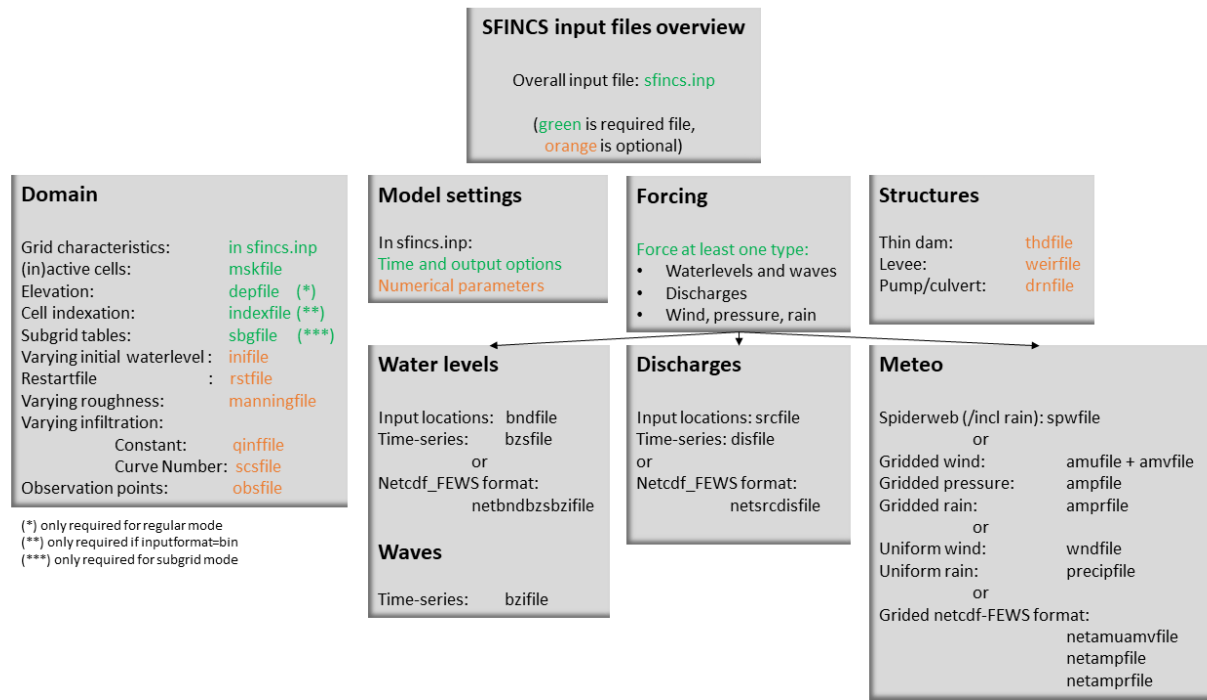 SFINCS input files overview
Overall input file: sfincs.inp
(green is required file,
orange is optional)
Domain
Grid characteristics: in sfincs.inp
(in)active cells: mskfile
Elevation: depfile (*)
Cell indexation: indexfile (**)
Subgrid tables: sbgfile (***)
Varying initial waterlevel : inifile
Restartfile : rstfile
Varying roughness: manningfile
Varying infiltration:
Constant: qinffile
Curve Number: scsfile
Observation points: obsfile
(*) only required for regular mode
(**) only required if inputformat=bin
(***) only required for subgrid mode
Model settings
In sfincs.inp:
Time and output options
Numerical parameters
Forcing
Force at least one type:
• Waterlevels and waves
• Discharges
• Wind, pressure, rain
Structures
Thin dam: thdfile
Levee: weirfile
Pump/culvert: drnfile
Water levels
Input locations: bndfile
Time-series: bzsfile
or
Netcdf_FEWS format:
netbndbzsbzifile
Waves
Time-series: bzifile
Discharges
Input locations: srcfile
Time-series: disfile
or
Netcdf_FEWS format:
netsrcdisfile
Meteo
Spiderweb (/incl rain): spwfile
or
Gridded wind: amufile + amvfile
Gridded pressure: ampfile
Gridded rain: amprfile
or
Uniform wind: wndfile
Uniform rain: precipfile
or
Grided netcdf-FEWS format:
netamuamvfile
netampfile
netamprfile